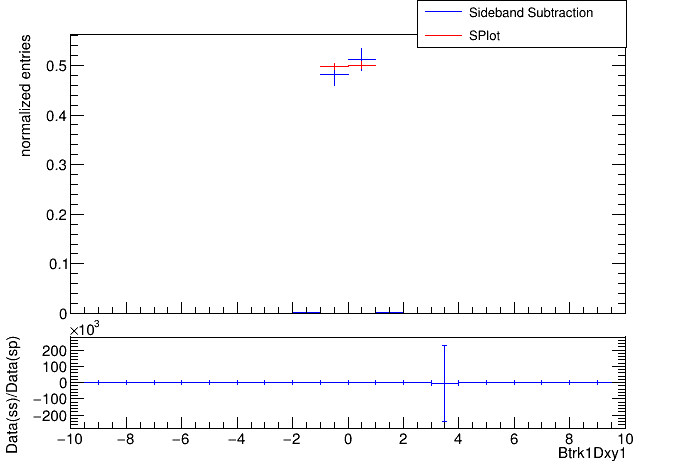 Sideband Subtraction
SPlot
normalized entries
0.5
0.4
0.3
0.2
0.1
0
×10³
Data(ss)/Data(sp)
200
100
0
−100
−200
−10 −8 −6 −4 −2 0 2 4 6 8 10
Btrk1Dxy1